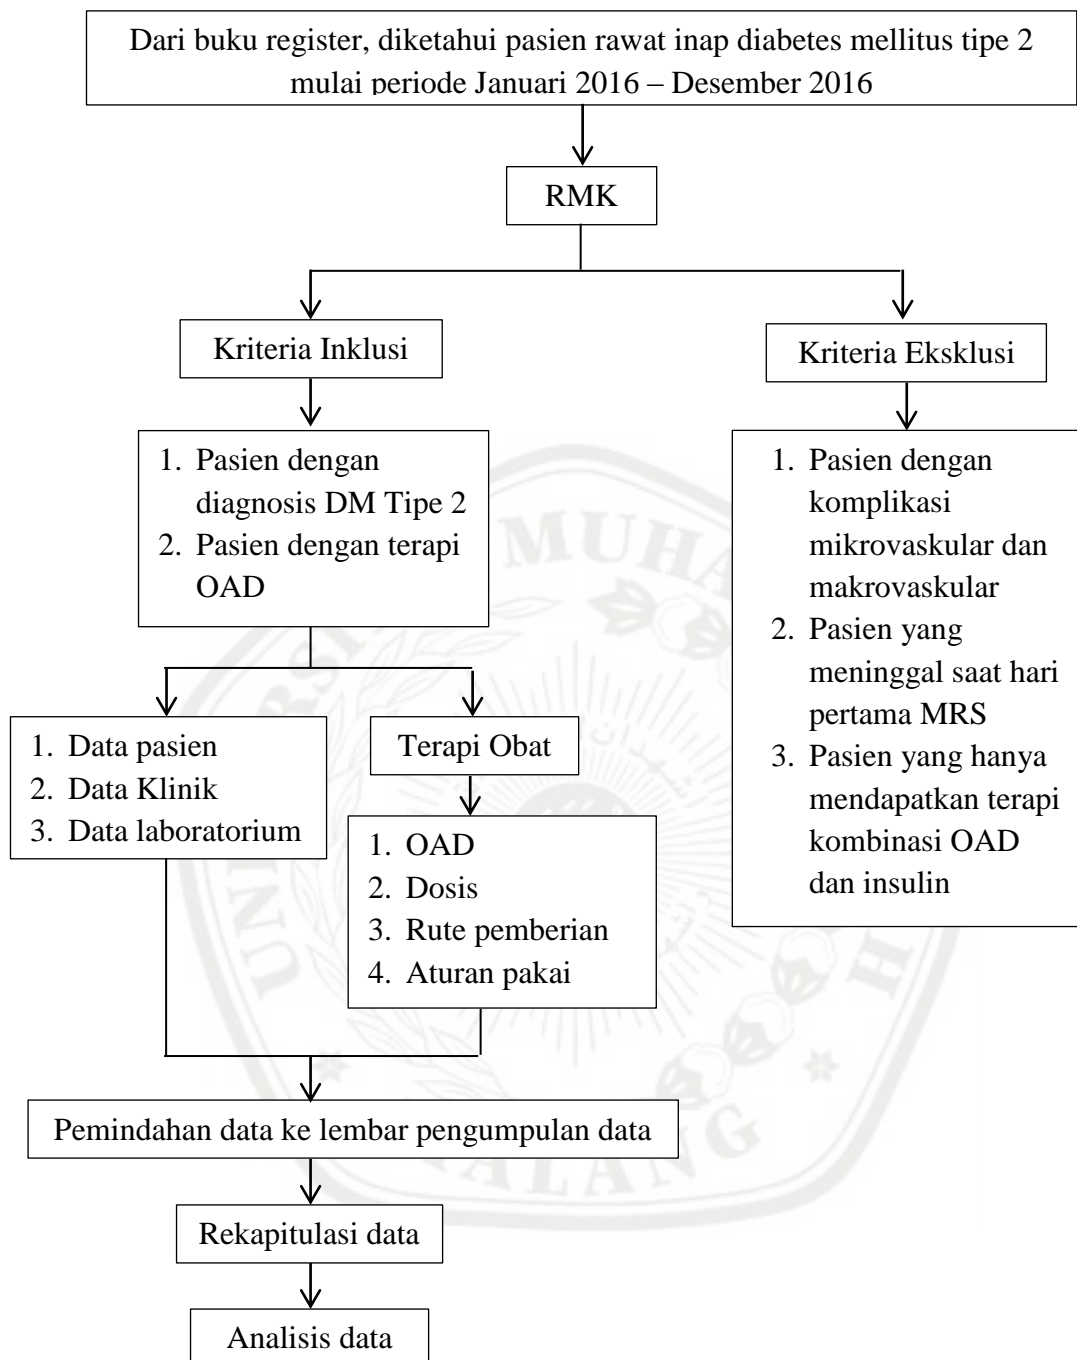 Dari buku register, diketahui pasien rawat inap diabetes mellitus tipe 2
mulai periode Januari 2016 – Desember 2016
RMK
Kriteria Inklusi
Kriteria Eksklusi
1. Pasien dengan
diagnosis DM Tipe 2
2. Pasien dengan terapi
OAD
1. Pasien dengan
komplikasi
mikrovaskular dan
makrovaskular
2. Pasien yang
meninggal saat hari
pertama MRS
3. Pasien yang hanya
mendapatkan terapi
kombinasi OAD
dan insulin
1. Data pasien
2. Data Klinik
3. Data laboratorium
Terapi Obat
1. OAD
2. Dosis
3. Rute pemberian
4. Aturan pakai
Pemindahan data ke lembar pengumpulan data
Rekapitulasi data
Analisis data